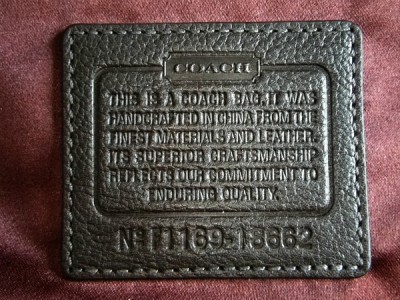 COACH
THIS IS A COACH BAG. IT WAS
HANDCRAFTED IN CHINA FROM THE
FINEST MATERIALS AND LEATHER.
ITS SUPERIOR CRAFTSMANSHIP
REFLECTS OUR COMMITMENT TO
ENDURING QUALITY.
Nº F1169-18662